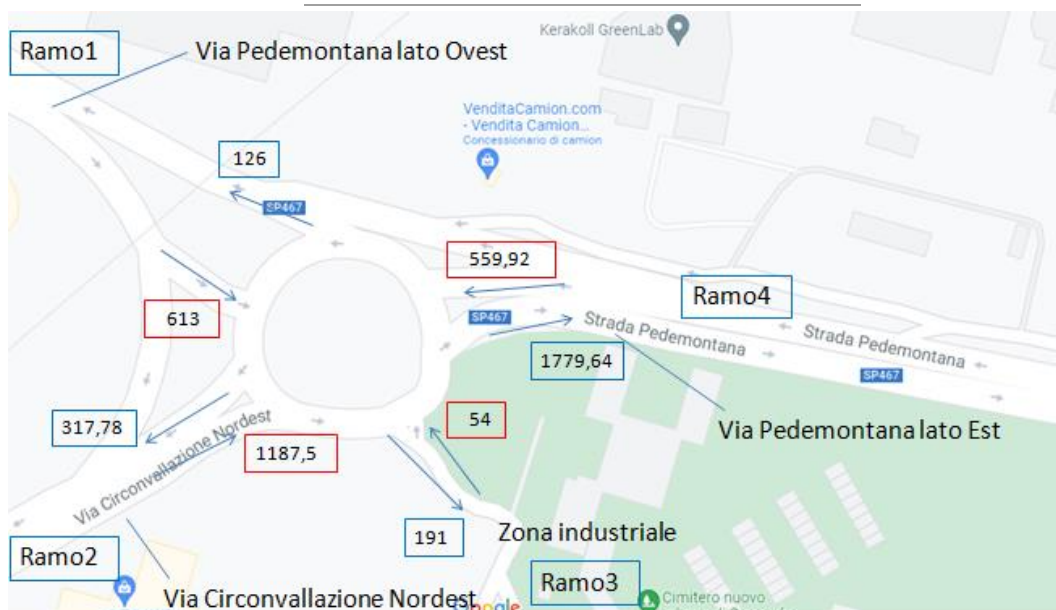 Kerakoll GreenLab
Ramo1
Via Pedemontana lato Ovest
VenditaCamion.com
- Vendita Camion...
Concessionario di camion
126
SP467
559,92
Ramo4
613
SP467
Strada Pedemontana
Strada Pedemontana
1779,64
SP467
317,78
54
Via Pedemontana lato Est
1187,5
Via Circonvallazione Nordest
191
Zona industriale
Ramo2
Ramo3
Via Circonvallazione Nordest
Google
Cimitero nuovo